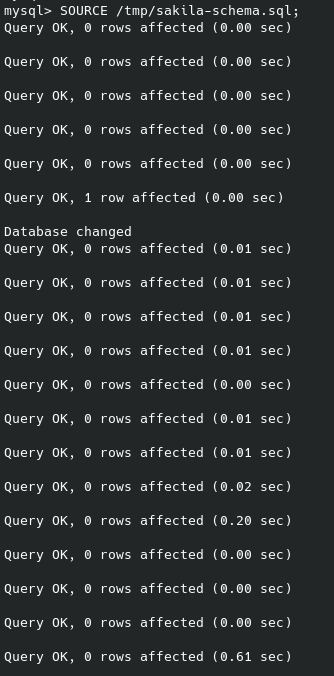 mysql> SOURCE /tmp/sakila-schema.sql;
Query OK, 0 rows affected (0.00 sec)
Query OK, 0 rows affected (0.00 sec)
Query OK, 0 rows affected (0.00 sec)
Query OK, 0 rows affected (0.00 sec)
Query OK, 0 rows affected (0.00 sec)
Query OK, 1 row affected (0.00 sec)
Database changed
Query OK, 0 rows affected (0.01 sec)
Query OK, 0 rows affected (0.01 sec)
Query OK, 0 rows affected (0.01 sec)
Query OK, 0 rows affected (0.01 sec)
Query OK, 0 rows affected (0.00 sec)
Query OK, 0 rows affected (0.01 sec)
Query OK, 0 rows affected (0.01 sec)
Query OK, 0 rows affected (0.02 sec)
Query OK, 0 rows affected (0.20 sec)
Query OK, 0 rows affected (0.00 sec)
Query OK, 0 rows affected (0.00 sec)
Query OK, 0 rows affected (0.00 sec)
Query OK, 0 rows affected (0.61 sec)